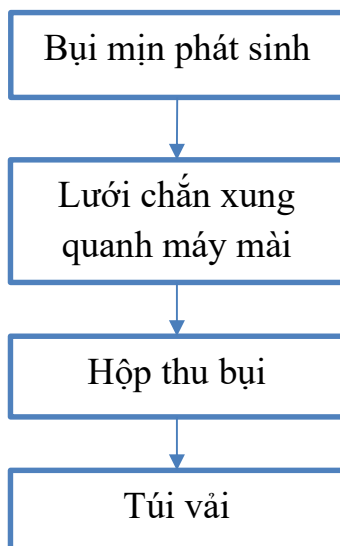 Bụi mịn phát sinh
Lưới chắn xung
quanh máy mài
Hộp thu bụi
Túi vải